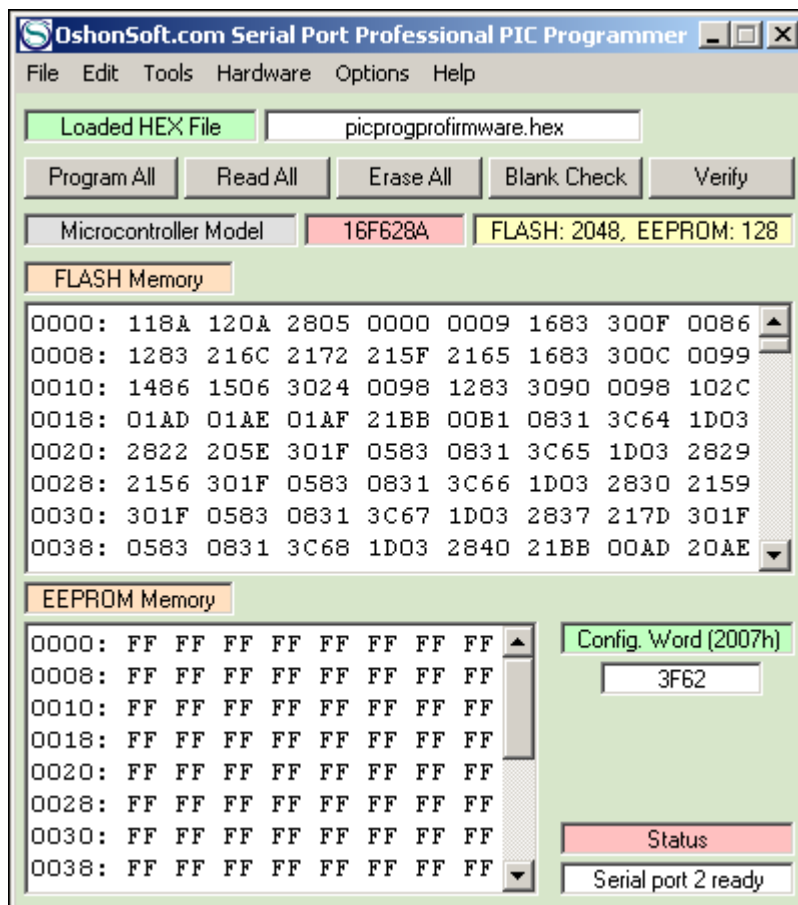 OshonSoft.com Serial Port Professional PIC Programmer
File Edit Tools Hardware Options Help
Loaded HEX File picprogprofirmware.hex
Program All Read All Erase All Blank Check Verify
Microcontroller Model 16F628A FLASH: 2048, EEPROM: 128
FLASH Memory
0000: 118A 120A 2805 0000 0009 1683 300F 0086
0008: 1283 216C 2172 215F 2165 1683 300C 0099
0010: 1486 1506 3024 0098 1283 3090 0098 102C
0018: 01AD 01AE 01AF 21BB 00B1 0831 3C64 1D03
0020: 2822 205E 301F 0583 0831 3C65 1D03 2829
0028: 2156 301F 0583 0831 3C66 1D03 2830 2159
0030: 301F 0583 0831 3C67 1D03 2837 217D 301F
0038: 0583 0831 3C68 1D03 2840 21BB 00AD 20AE
EEPROM Memory
0000: FF FF FF FF FF FF FF FF
0008: FF FF FF FF FF FF FF FF
0010: FF FF FF FF FF FF FF FF
0018: FF FF FF FF FF FF FF FF
0020: FF FF FF FF FF FF FF FF
0028: FF FF FF FF FF FF FF FF
0030: FF FF FF FF FF FF FF FF
0038: FF FF FF FF FF FF FF FF
Config. Word (2007h)
3F62
Status
Serial port 2 ready